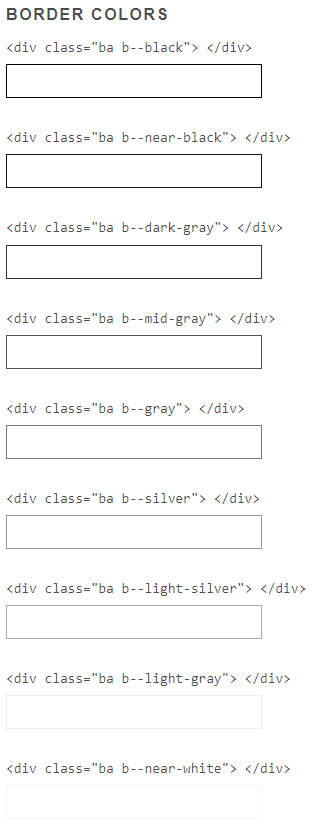 BORDER COLORS
<div class="ba b--black"> </div>
<div class="ba b--near-black"> </div>
<div class="ba b--dark-gray"> </div>
<div class="ba b--mid-gray"> </div>
<div class="ba b--gray"> </div>
<div class="ba b--silver"> </div>
<div class="ba b--light-silver"> </div>
<div class="ba b--light-gray"> </div>
<div class="ba b--near-white"> </div>